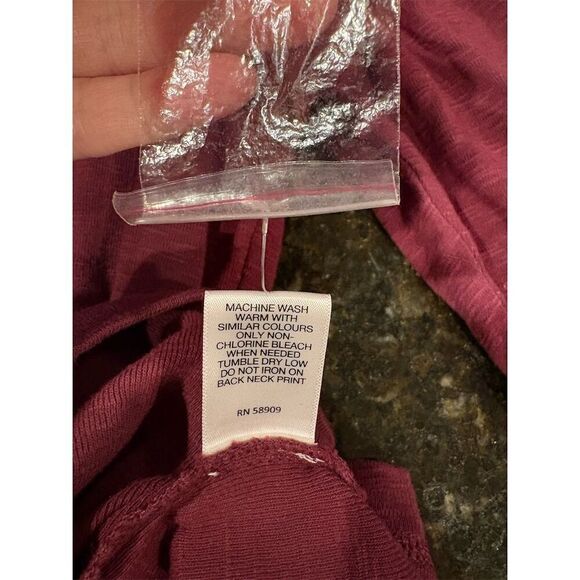 MACHINE WASH
WARM WITH
SIMILAR COLOURS
ONLY NON-
CHLORINE BLEACH
WHEN NEEDED
TUMBLE DRY LOW
DO NOT IRON ON
BACK NECK PRINT
RN 58909